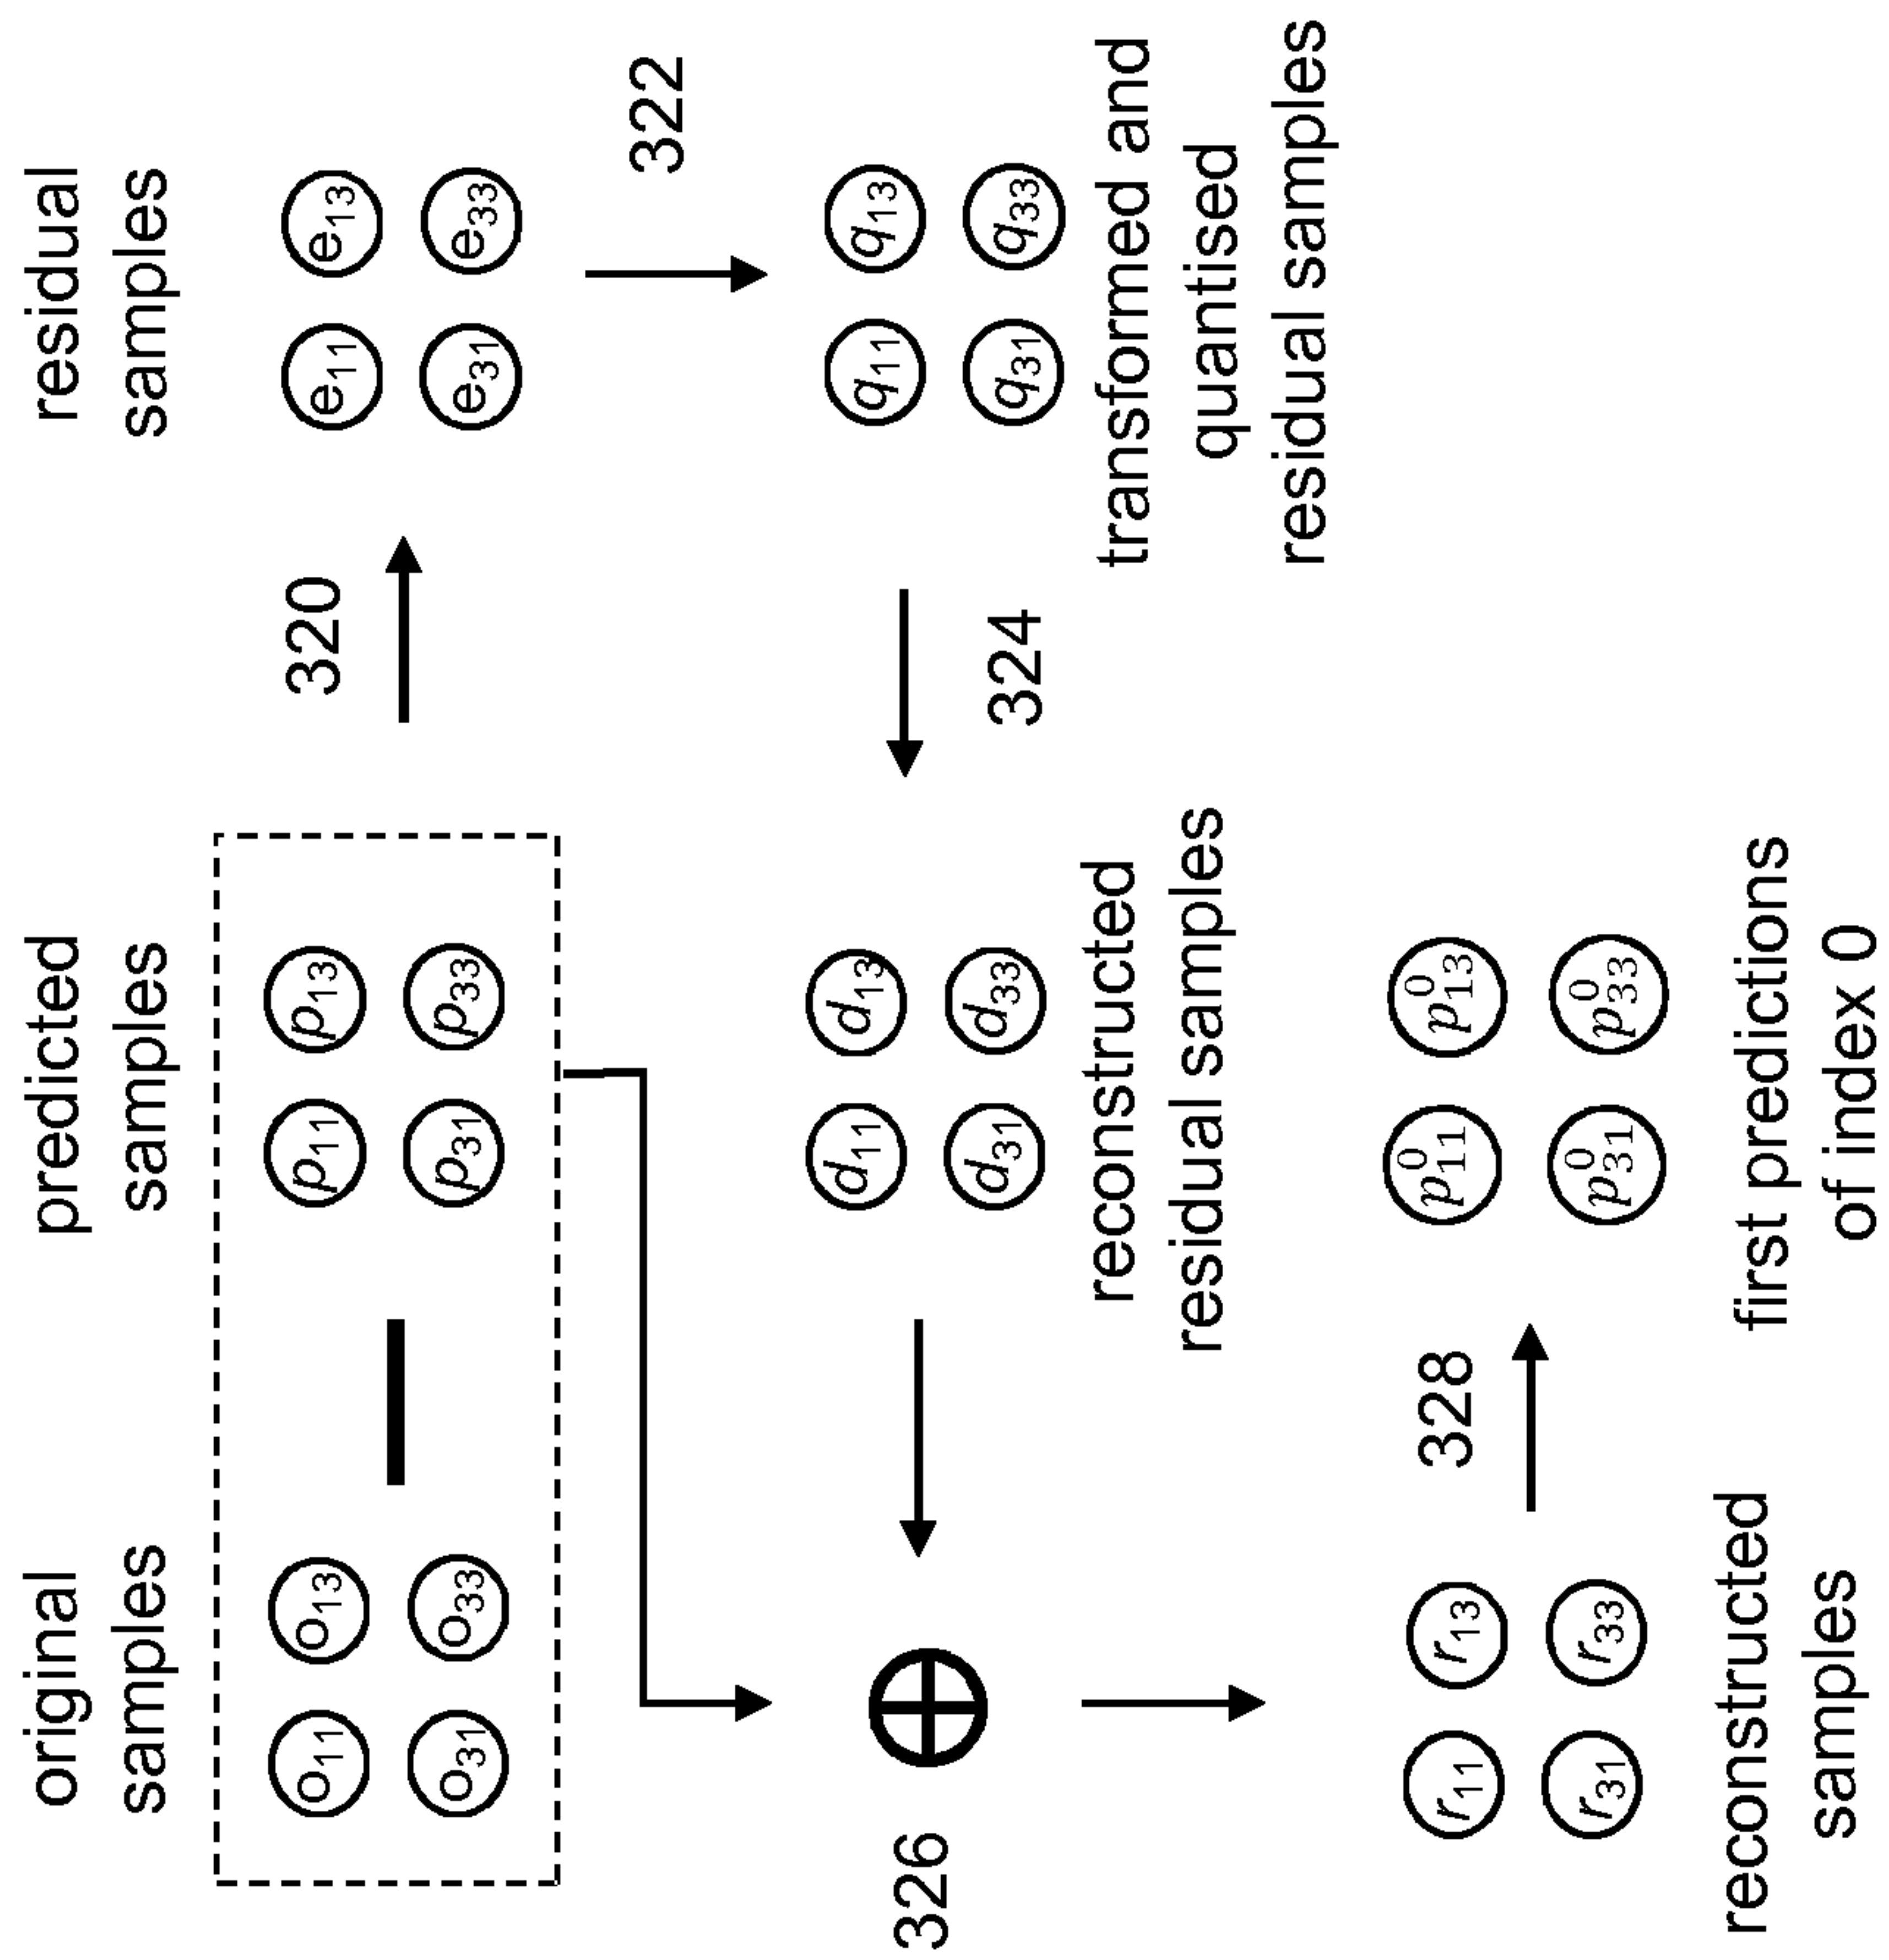 original
samples
predicted
samples
residual
samples
o11 o13
o31 o33
p11 p13
p31 p33
320
e11 e13
e31 e33
322
326
d11 d13
d31 d33
reconstructed
residual samples
324
q11 q13
q31 q33
transformed and
quantised
residual samples
r11 r13
r31 r33
reconstructed
samples
328
p⁰11 p⁰13
p⁰31 p⁰33
first predictions
of index 0